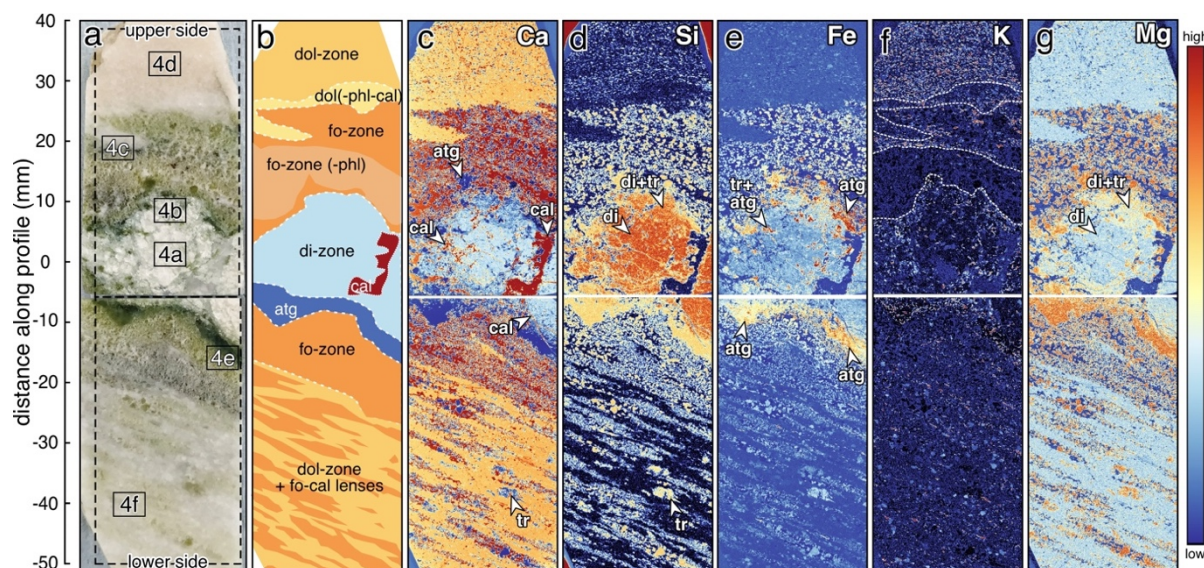 40
30
20
10
0
-10
-20
-30
-40
-50
distance along profile (mm)
a
upper side
4d
4c
4b
4a
4e
4f
lower side
b
dol-zone
dol(-phl-cal)
fo-zone
fo-zone (-phl)
di-zone
cal
atg
fo-zone
dol-zone
+ fo-cal lenses
c
Ca
atg
cal
cal
cal
tr
d
Si
di+tr
di
tr
e
Fe
tr+
atg
atg
atg
atg
f
K
g
Mg
di+tr
di
high
low